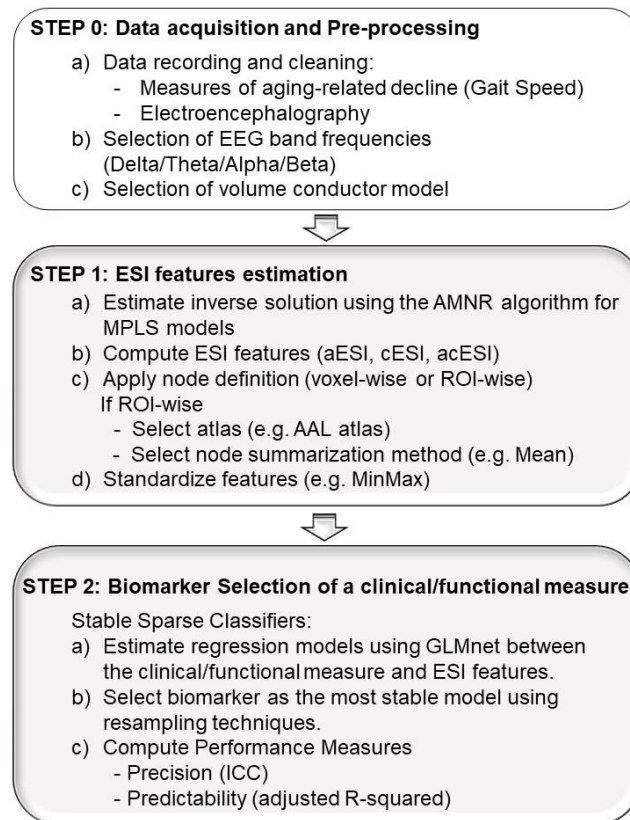 STEP 0: Data acquisition and Pre-processing
a) Data recording and cleaning:
- Measures of aging-related decline (Gait Speed)
- Electroencephalography
b) Selection of EEG band frequencies
(Delta/Theta/Alpha/Beta)
c) Selection of volume conductor model
STEP 1: ESI features estimation
a) Estimate inverse solution using the AMNR algorithm for
MPLS models
b) Compute ESI features (aESI, cESI, acESI)
c) Apply node definition (voxel-wise or ROI-wise)
If ROI-wise
- Select atlas (e.g. AAL atlas)
- Select node summarization method (e.g. Mean)
d) Standardize features (e.g. MinMax)
STEP 2: Biomarker Selection of a clinical/functional measure
Stable Sparse Classifiers:
a) Estimate regression models using GLMnet between
the clinical/functional measure and ESI features.
b) Select biomarker as the most stable model using
resampling techniques.
c) Compute Performance Measures
- Precision (ICC)
- Predictability (adjusted R-squared)